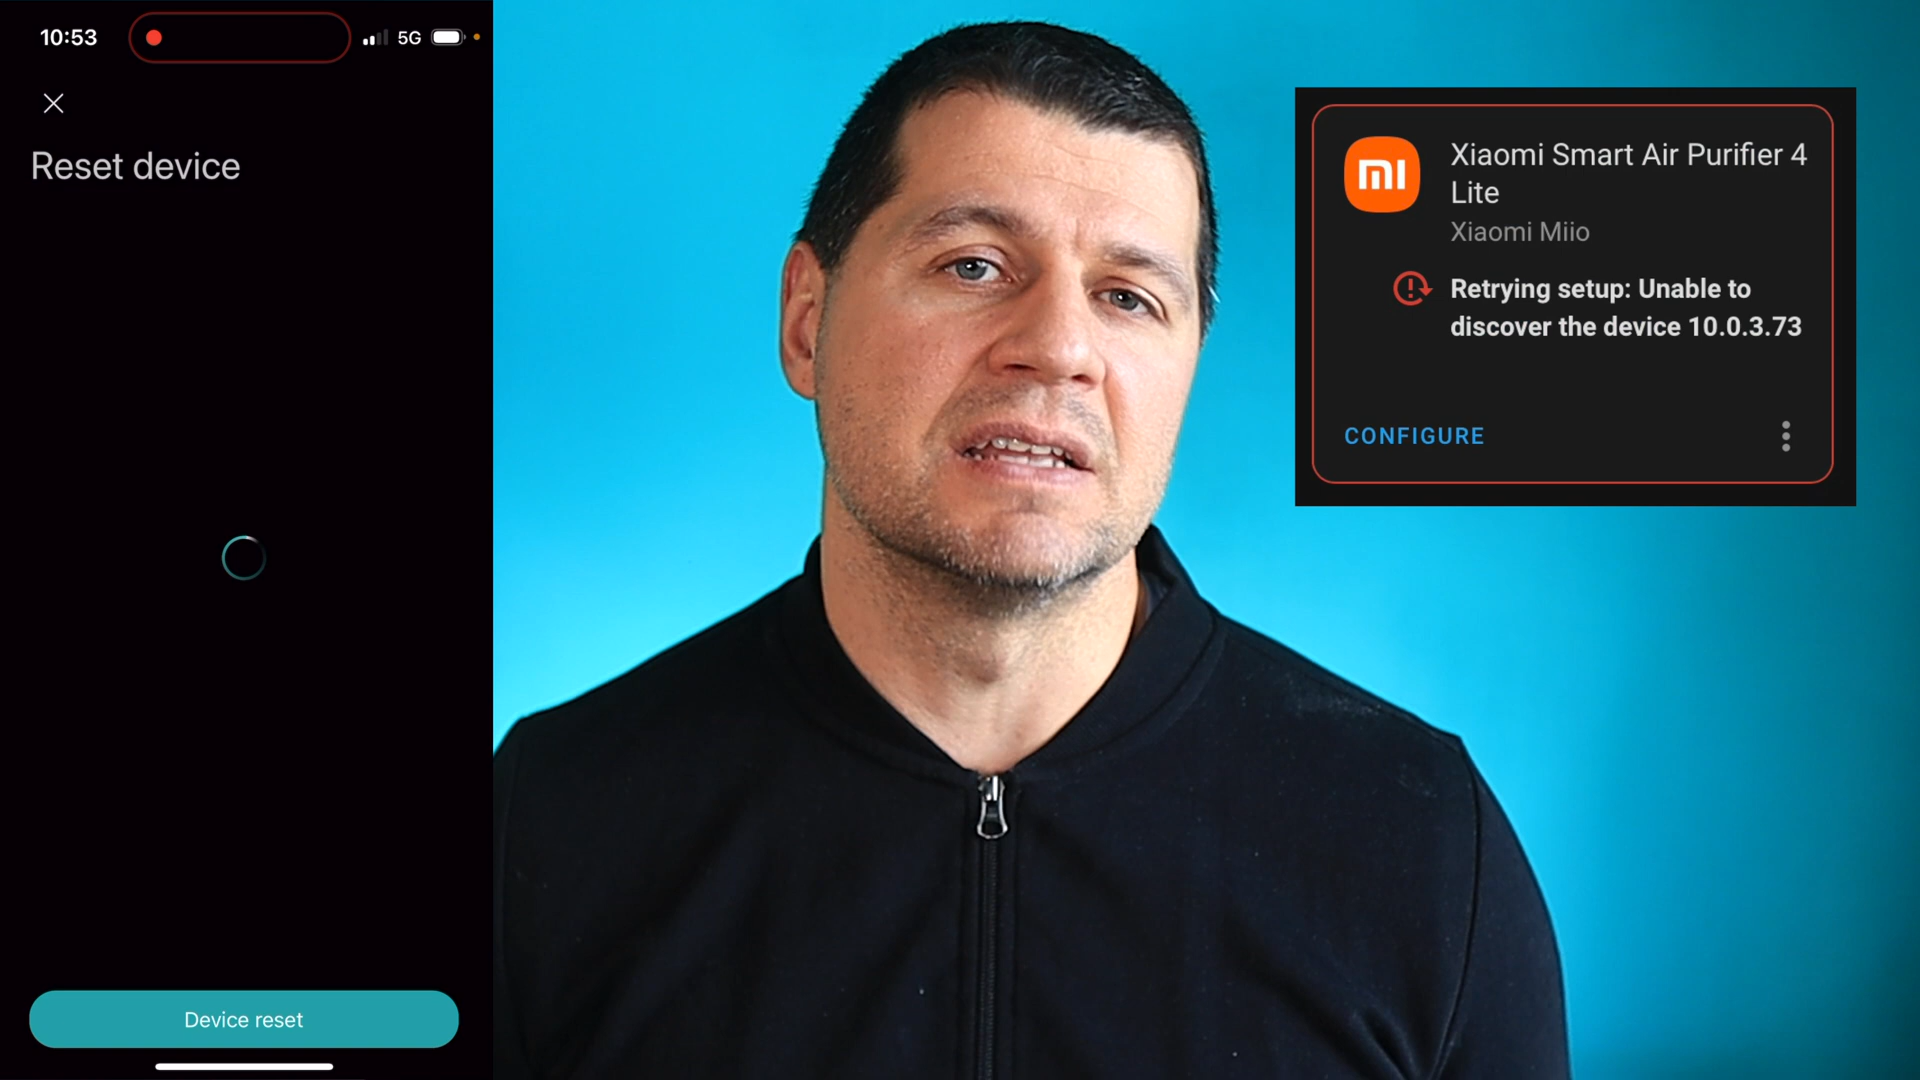 10:53
5G
Reset device
Device reset
mi
Xiaomi Smart Air Purifier 4
Lite
Xiaomi Miio
Retrying setup: Unable to
discover the device 10.0.3.73
CONFIGURE